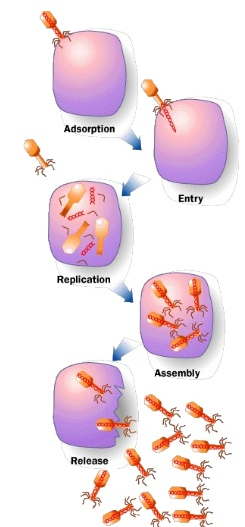 Adsorption
Entry
Replication
Assembly
Release